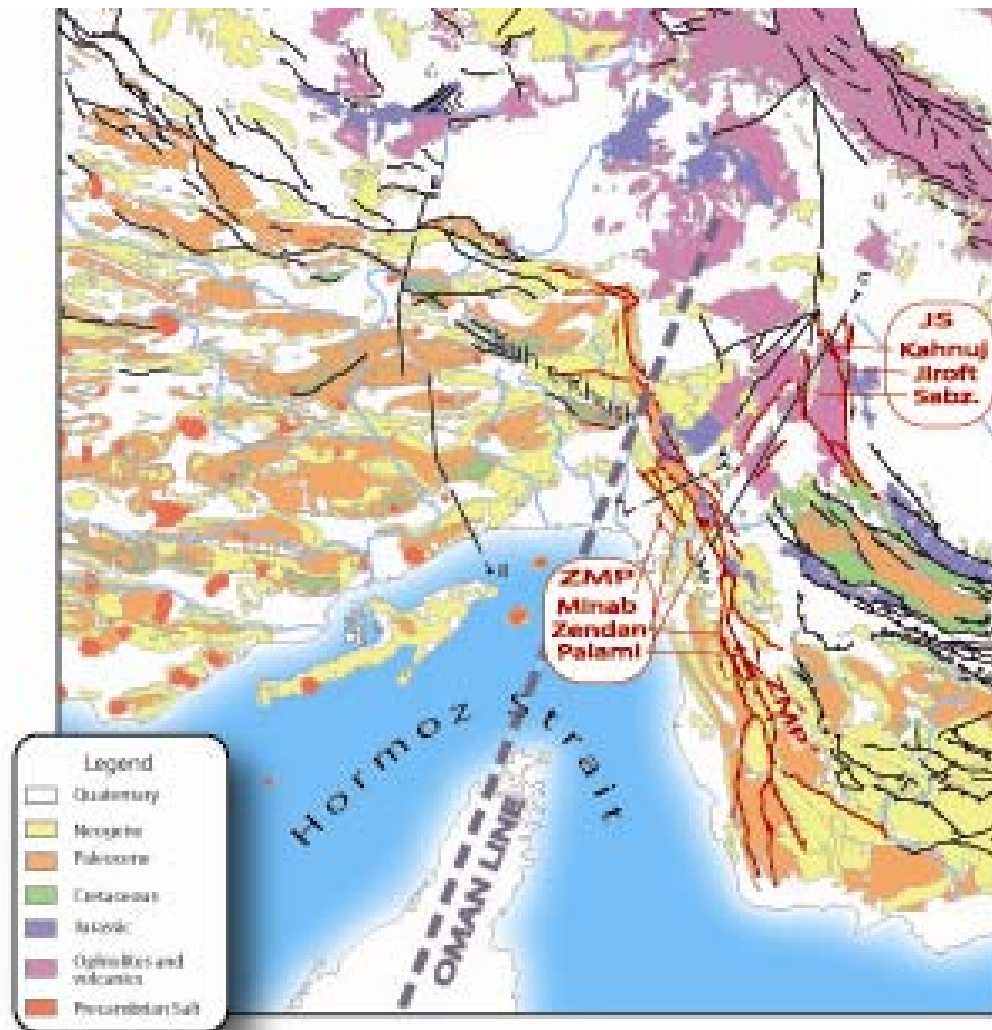 JS
Kahnuj
Jiroft
Sabz.
ZMP
Minab
Zendan
Palami
ZMP
Hormoz Strait
OMAN LINE
Legend
Quaternary
Neogene
Cretaceous
Jurassic
Ophiolites and
volcanics
Precambrian Salt